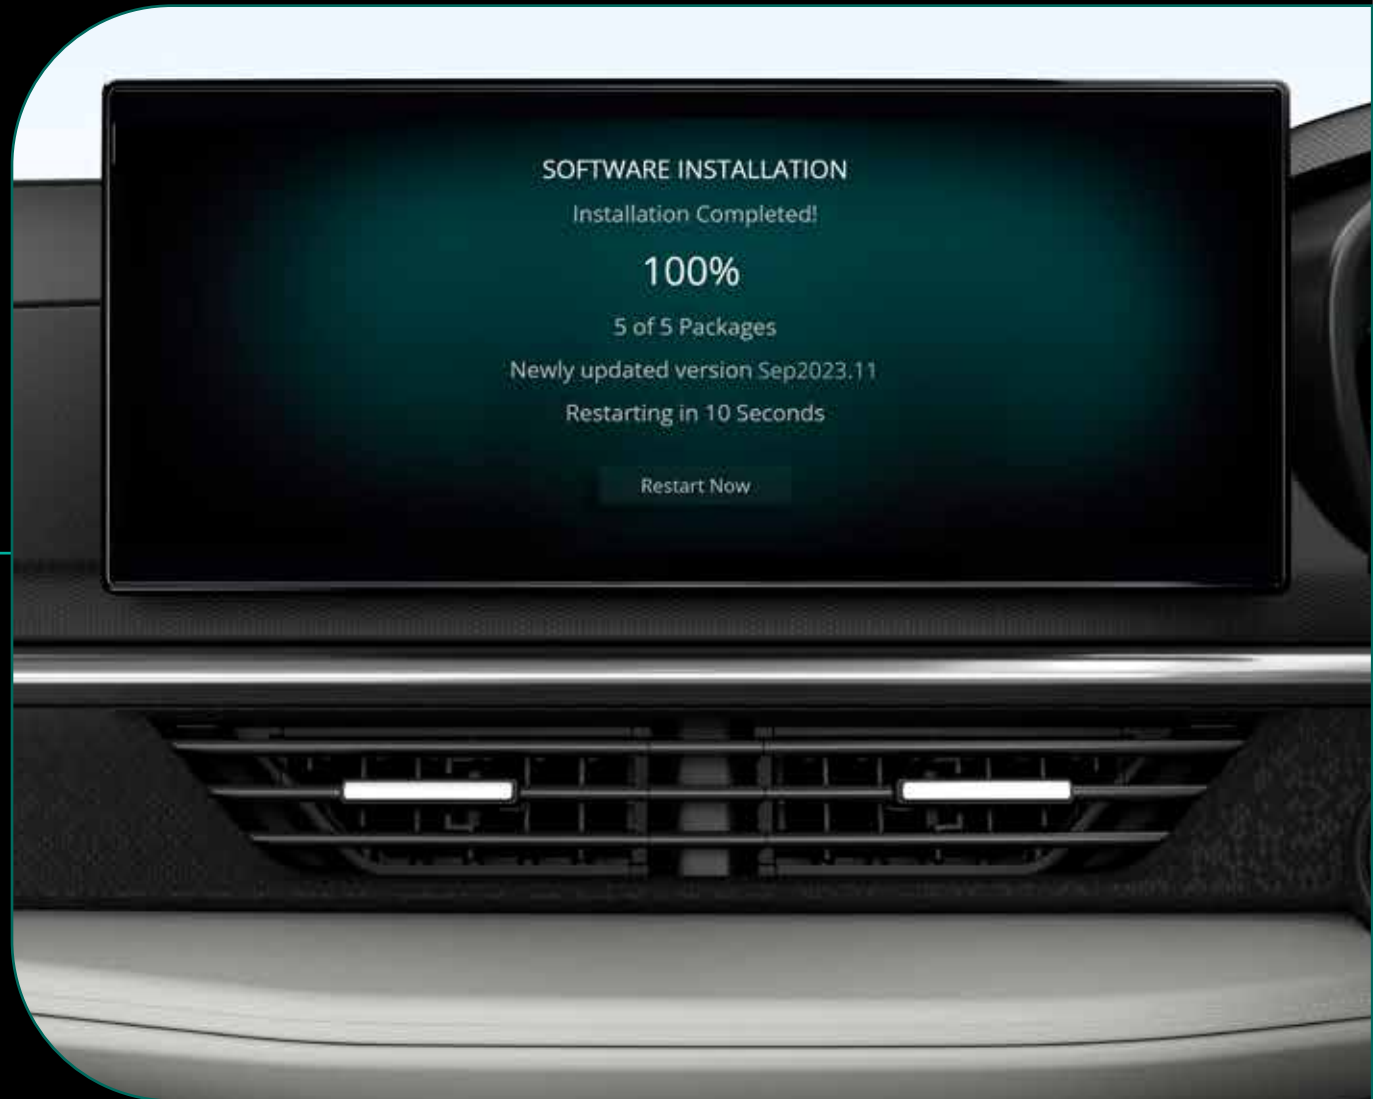 SOFTWARE INSTALLATION
Installation Completed!
100%
5 of 5 Packages
Newly updated version Sep2023.11
Restarting in 10 Seconds
Restart Now